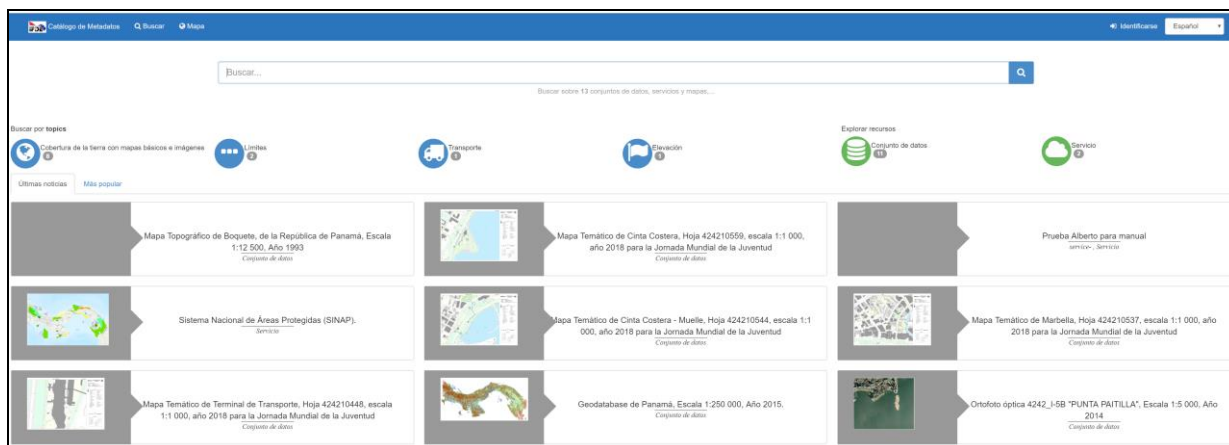 Catálogo de Metadatos Buscar Mapa Identificarse Español
Buscar...
Buscar sobre 13 conjuntos de datos, servicios y mapas,...
Buscar por topics Explorar recursos
Cobertura de la tierra con mapas básicos e imágenes Límites Transporte Elevación Conjunto de datos Servicio
2 1 1 11 2
Últimas noticias Más popular
Mapa Topográfico de Boquete, de la República de Panamá, Escala
1:12 500, Año 1993
Conjunto de datos
Mapa Temático de Cinta Costera, Hoja 424210559, escala 1:1 000,
año 2018 para la Jornada Mundial de la Juventud
Conjunto de datos
Prueba Alberto para manual
service- , Servicio
Sistema Nacional de Áreas Protegidas (SINAP).
Servicio
Mapa Temático de Cinta Costera - Muelle, Hoja 424210544, escala 1:1
000, año 2018 para la Jornada Mundial de la Juventud
Conjunto de datos
Mapa Temático de Marbella, Hoja 424210537, escala 1:1 000, año
2018 para la Jornada Mundial de la Juventud
Conjunto de datos
Mapa Temático de Terminal de Transporte, Hoja 424210448, escala
1:1 000, año 2018 para la Jornada Mundial de la Juventud
Conjunto de datos
Geodatabase de Panamá, Escala 1:250 000, Año 2015.
Conjunto de datos
Ortofoto óptica 4242_I-5B "PUNTA PAITILLA", Escala 1:5 000, Año
2014
Conjunto de datos